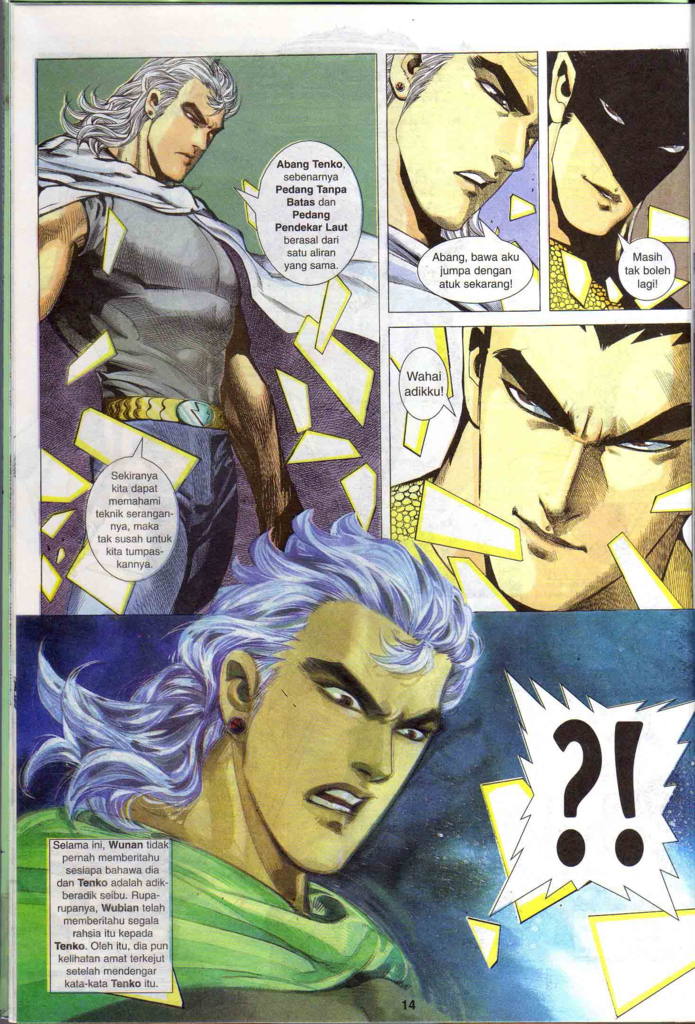 Abang Tenko,
sebenarnya
Pedang Tanpa
Batas dan
Pedang
Pendekar Laut
berasal dari
satu aliran
yang sama.
Sekiranya
kita dapat
memahami
teknik serangan-
nya, maka
tak susah untuk
kita tumpas-
kannya.
Abang, bawa aku
jumpa dengan
atuk sekarang!
Masih
tak boleh
lagi!
Wahai
adikku!
?!
Selama ini, Wunan tidak
pernah memberitahu
sesiapa bahawa dia
dan Tenko adalah adik-
beradik seibu. Rupa-
rupanya, Wubian telah
memberitahu segala
rahsia itu kepada
Tenko. Oleh itu, dia pun
kelihatan amat terkejut
setelah mendengar
kata-kata Tenko itu.
14